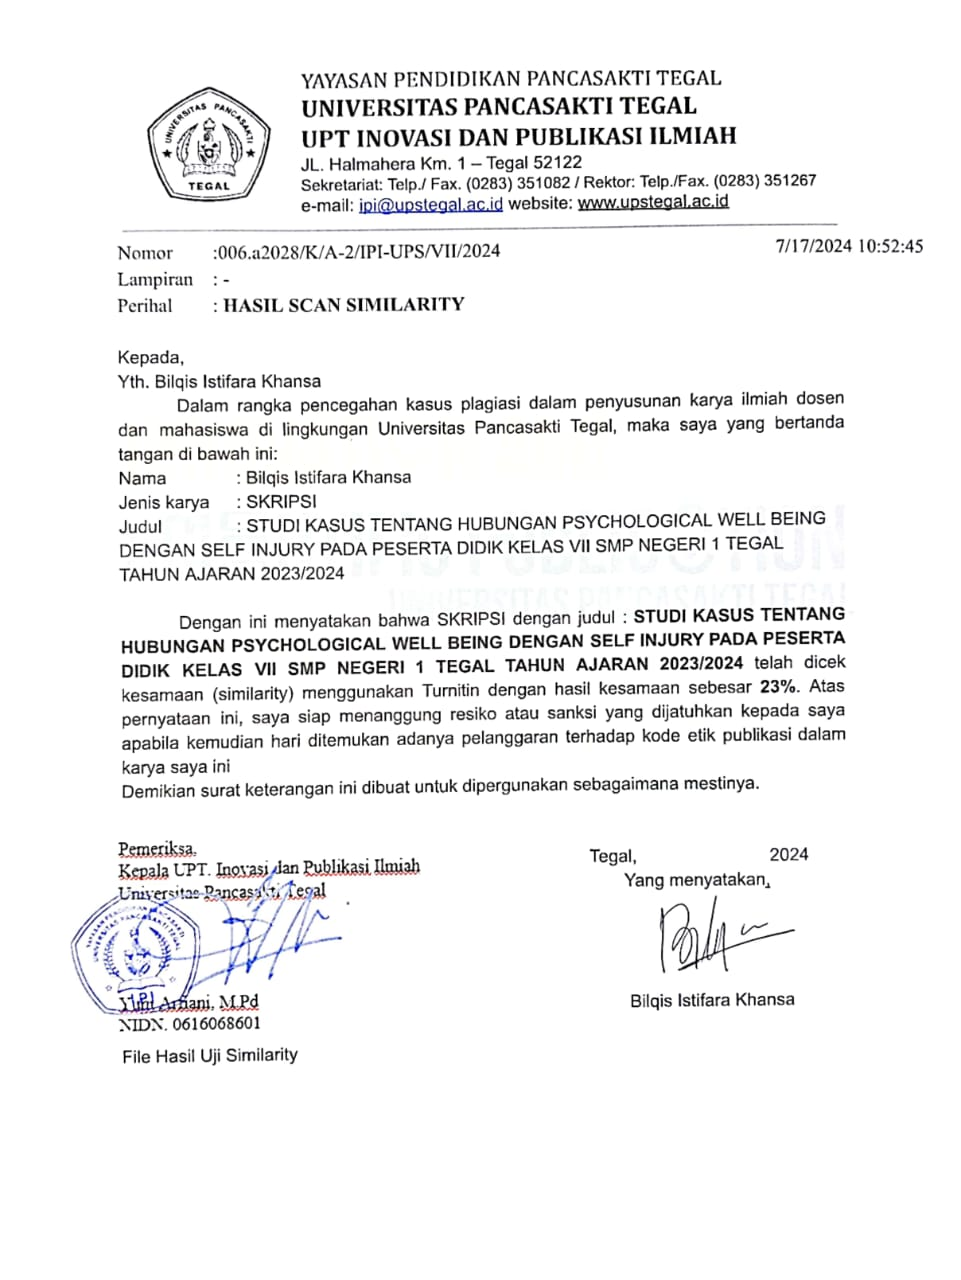 YAYASAN PENDIDIKAN PANCASAKTI TEGAL
UNIVERSITAS PANCASAKTI TEGAL
UPT INOVASI DAN PUBLIKASI ILMIAH
JL. Halmahera Km. 1 – Tegal 52122
Sekretariat: Telp./ Fax. (0283) 351082 / Rektor: Telp./Fax. (0283) 351267
e-mail: ipi@upstegal.ac.id website: www.upstegal.ac.id
UNIVERSITAS PANCASAKTI
TEGAL
Nomor :006.a2028/K/A-2/IPI-UPS/VII/2024 7/17/2024 10:52:45
Lampiran : -
Perihal : HASIL SCAN SIMILARITY
Kepada,
Yth. Bilqis Istifara Khansa
Dalam rangka pencegahan kasus plagiasi dalam penyusunan karya ilmiah dosen
dan mahasiswa di lingkungan Universitas Pancasakti Tegal, maka saya yang bertanda
tangan di bawah ini:
Nama : Bilqis Istifara Khansa
Jenis karya : SKRIPSI
Judul : STUDI KASUS TENTANG HUBUNGAN PSYCHOLOGICAL WELL BEING
DENGAN SELF INJURY PADA PESERTA DIDIK KELAS VII SMP NEGERI 1 TEGAL
TAHUN AJARAN 2023/2024
Dengan ini menyatakan bahwa SKRIPSI dengan judul : STUDI KASUS TENTANG
HUBUNGAN PSYCHOLOGICAL WELL BEING DENGAN SELF INJURY PADA PESERTA
DIDIK KELAS VII SMP NEGERI 1 TEGAL TAHUN AJARAN 2023/2024 telah dicek
kesamaan (similarity) menggunakan Turnitin dengan hasil kesamaan sebesar 23%. Atas
pernyataan ini, saya siap menanggung resiko atau sanksi yang dijatuhkan kepada saya
apabila kemudian hari ditemukan adanya pelanggaran terhadap kode etik publikasi dalam
karya saya ini
Demikian surat keterangan ini dibuat untuk dipergunakan sebagaimana mestinya.
Pemeriksa,
Kepala UPT. Inovasi dan Publikasi Ilmiah
Universitas Pancasakti Tegal
YAYASAN PENDIDIKAN PANCASAKTI
UNIVERSITAS PANCASAKTI TEGAL
IPI
M.Pd
NIDN. 0616068601
File Hasil Uji Similarity
Tegal, 2024
Yang menyatakan,
Bilqis Istifara Khansa